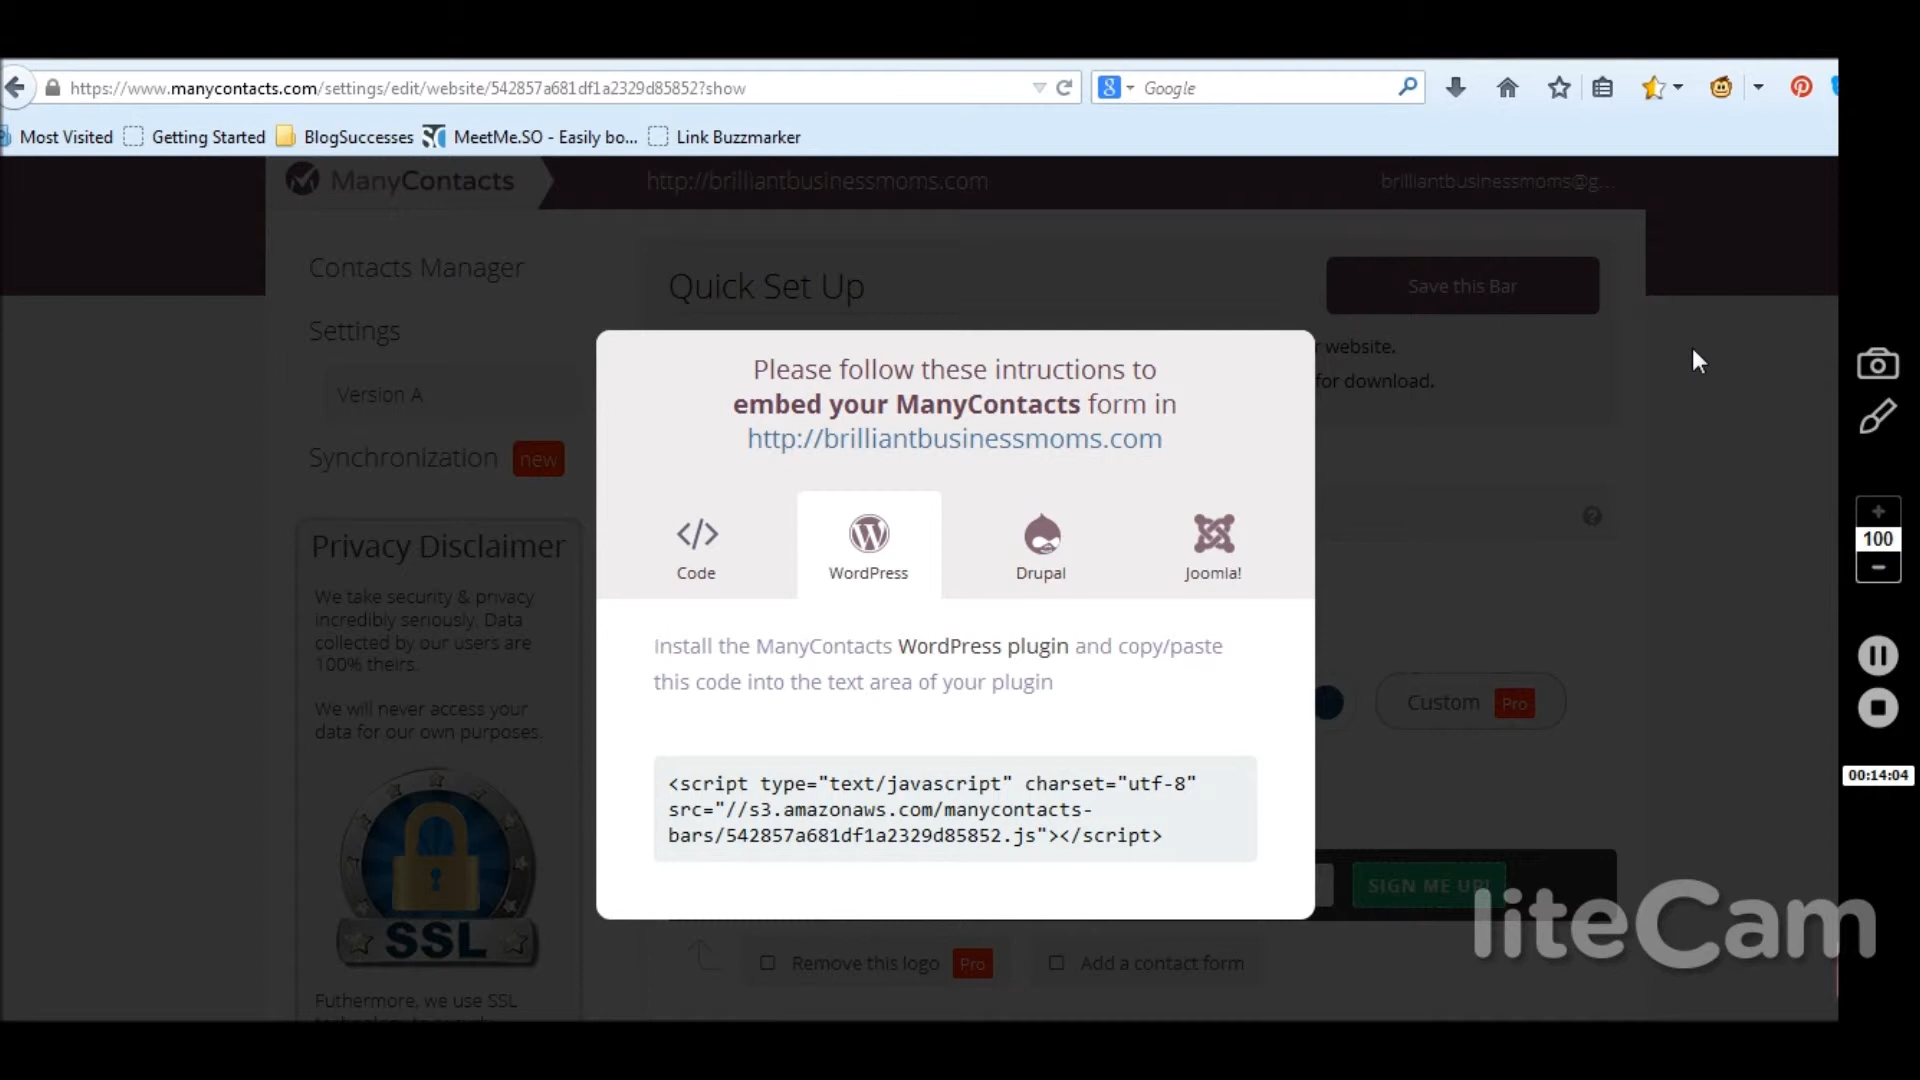 https://www.manycontacts.com/settings/edit/website/542857a681df1a2329d85852?show
Google
Most Visited
Getting Started
BlogSuccesses
MeetMe.SO - Easily bo...
Link Buzzmarker
ManyContacts
http://brilliantbusinessmoms.com
brilliantbusinessmoms@g...
Contacts Manager
Settings
Version A
Synchronization new
Quick Set Up
Save this Bar
website.
for download.
Please follow these intructions to
embed your ManyContacts form in
http://brilliantbusinessmoms.com
Code
WordPress
Drupal
Joomla!
Install the ManyContacts WordPress plugin and copy/paste
this code into the text area of your plugin
<script type="text/javascript" charset="utf-8"
src="//s3.amazonaws.com/manycontacts-
bars/542857a681df1a2329d85852.js"></script>
Privacy Disclaimer
We take security & privacy
incredibly seriously. Data
collected by our users are
100% theirs.
We will never access your
data for our own purposes.
SSL
Futhermore, we use SSL
Custom Pro
SIGN ME UP!
Remove this logo Pro
Add a contact form
100
00:14:04
liteCam